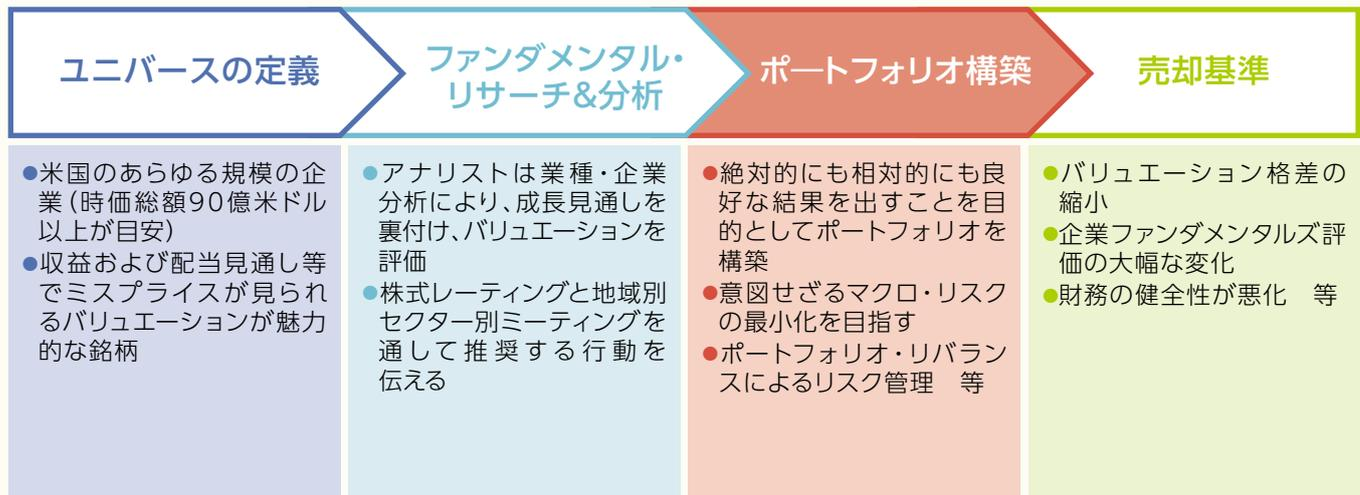 ユニバースの定義
ファンダメンタル・
リサーチ&分析
ポートフォリオ構築
売却基準
●米国のあらゆる規模の企
業（時価総額90億米ドル
以上が目安）
●収益および配当見通し等
でミスプライスが見られ
るバリュエーションが魅力
的な銘柄
●アナリストは業種・企業
分析により、成長見通しを
裏付け、バリュエーションを
評価
●株式レーティングと地域別
セクター別ミーティングを
通して推奨する行動を
伝える
●絶対的にも相対的にも良
好な結果を出すことを目
的としてポートフォリオを
構築
●意図せざるマクロ・リスク
の最小化を目指す
●ポートフォリオ・リバラン
スによるリスク管理　等
●バリュエーション格差の
縮小
●企業ファンダメンタルズ評
価の大幅な変化
●財務の健全性が悪化　等